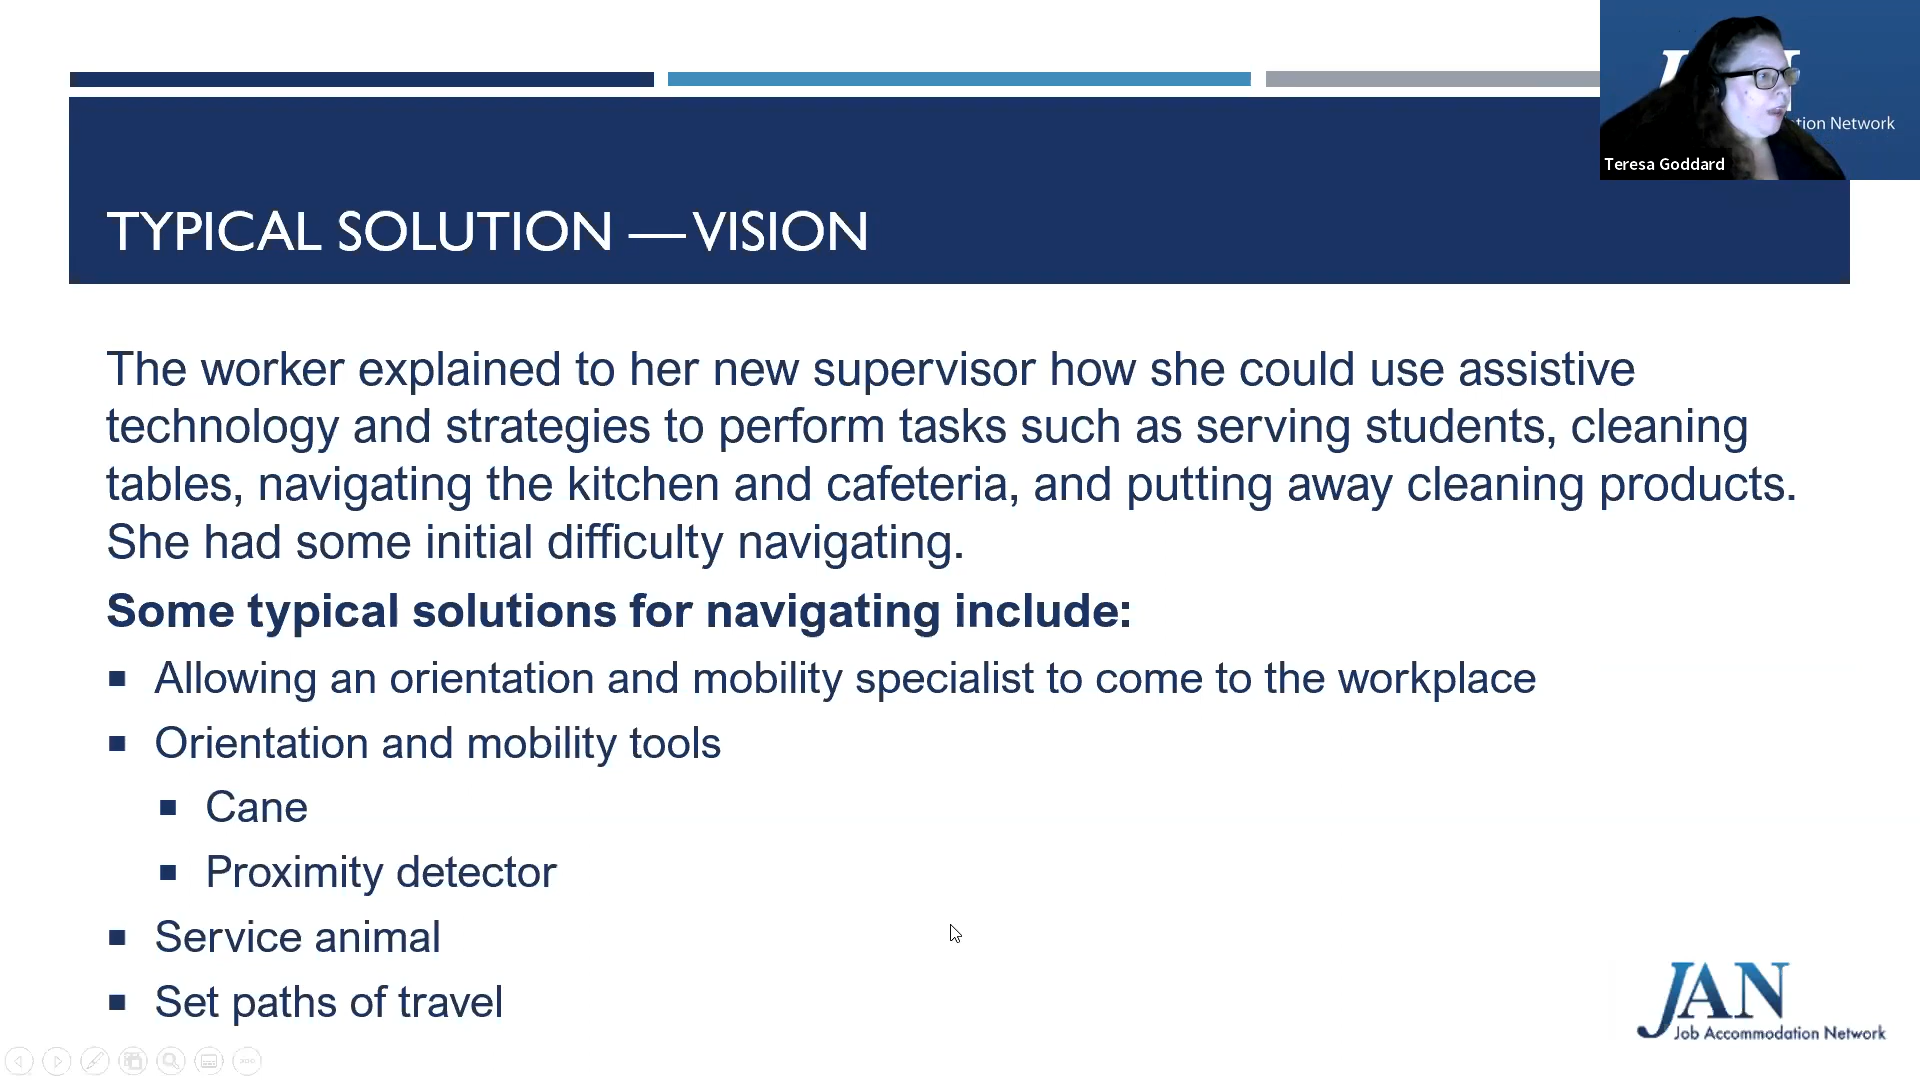 TYPICAL SOLUTION — VISION
tion Network
Teresa Goddard
The worker explained to her new supervisor how she could use assistive
technology and strategies to perform tasks such as serving students, cleaning
tables, navigating the kitchen and cafeteria, and putting away cleaning products.
She had some initial difficulty navigating.
Some typical solutions for navigating include:
Allowing an orientation and mobility specialist to come to the workplace
Orientation and mobility tools
Cane
Proximity detector
Service animal
Set paths of travel
JAN
Job Accommodation Network